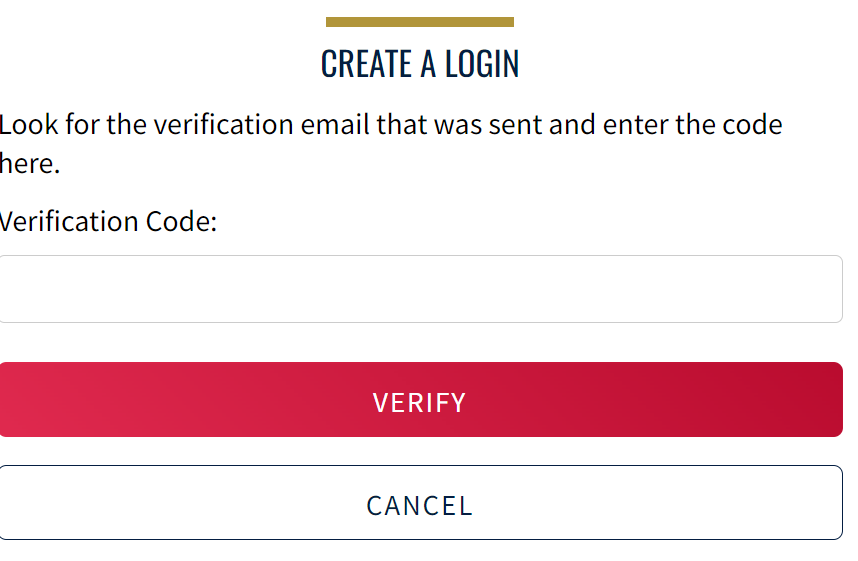 CREATE A LOGIN
Look for the verification email that was sent and enter the code
here.
Verification Code:
VERIFY
CANCEL